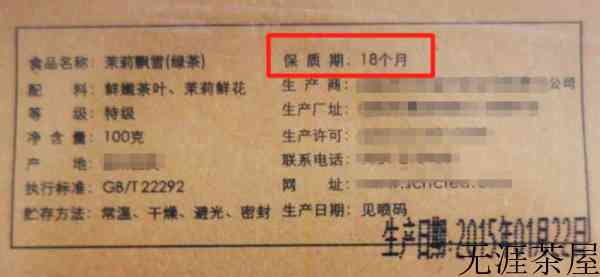 食品名称：茉莉飘雪(绿茶)
保质期：18个月
配料：鲜嫩茶叶、茉莉鲜花
生产商：
公司
等级：特级
生产厂址：
净含量：100克
生产许可：
产地：
联系电话：
执行标准：GB/T 22292
网址：
贮存方法：常温、干燥、避光、密封
生产日期：见喷码
生产日期:2015年01月22日
无涯茶屋